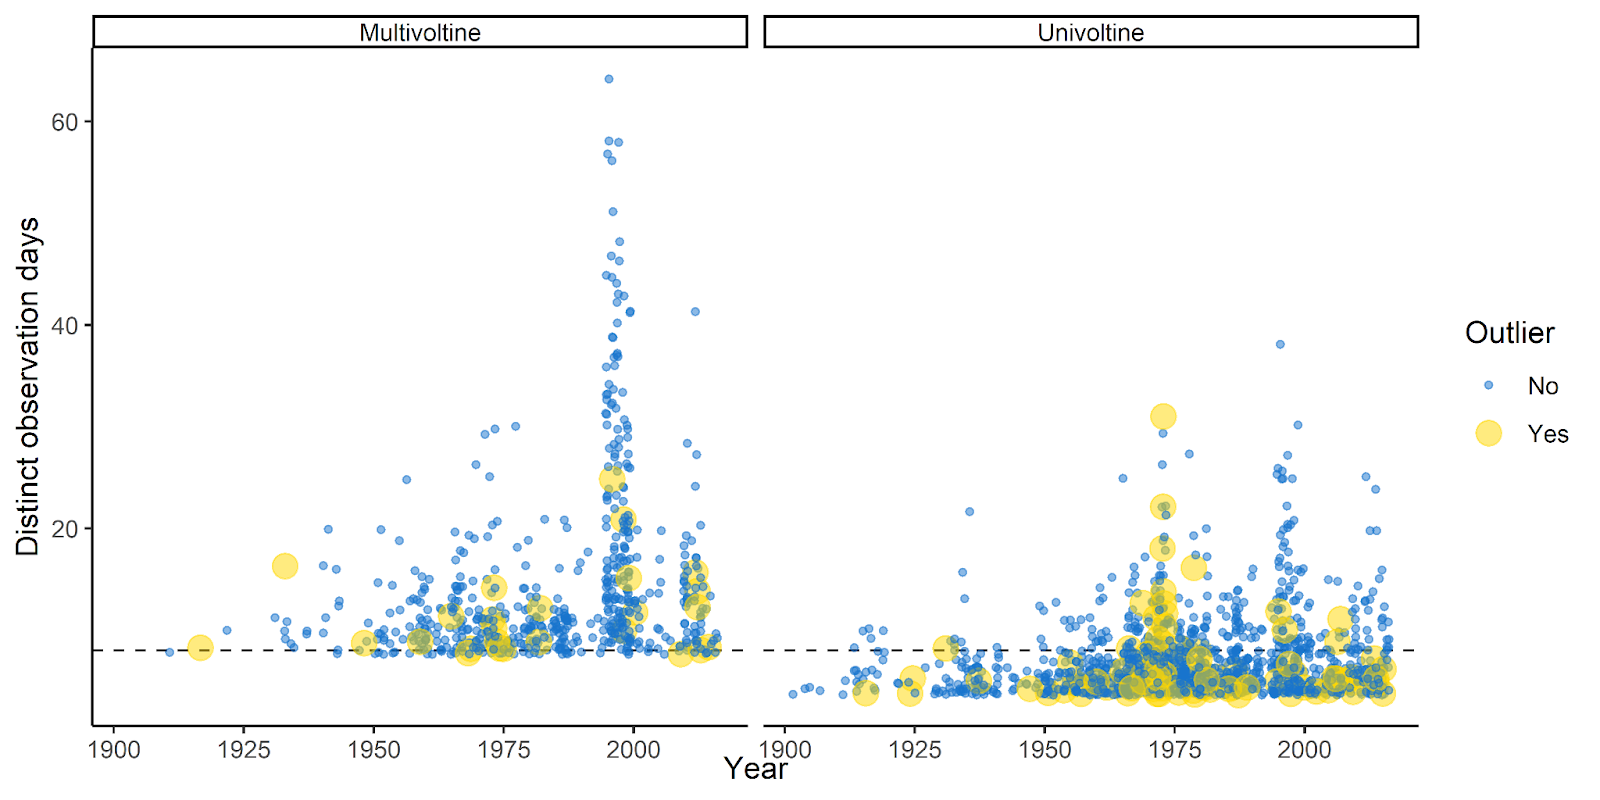 Multivoltine
Univoltine
Distinct observation days
60
40
20
1900 1925 1950 1975 2000
1900 1925 1950 1975 2000
Year
Outlier
No
Yes